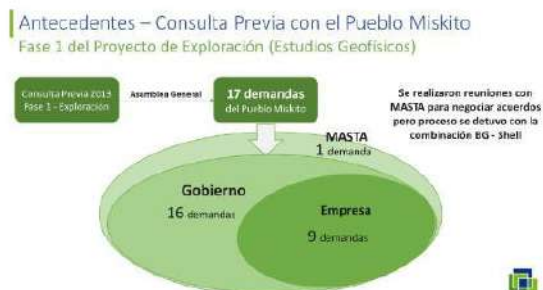 Antecedentes – Consulta Previa con el Pueblo Miskito
Fase 1 del Proyecto de Exploración (Estudios Geofísicos)
Consulta Previa 2013
Fase 1 - Exploración
Asamblea General
17 demandas
del Pueblo Miskito
Se realizaron reuniones con
MASTA para negociar acuerdos
pero proceso se detuvo con la
combinación BG - Shell
MASTA
1 demanda
Gobierno
16 demandas
Empresa
9 demandas